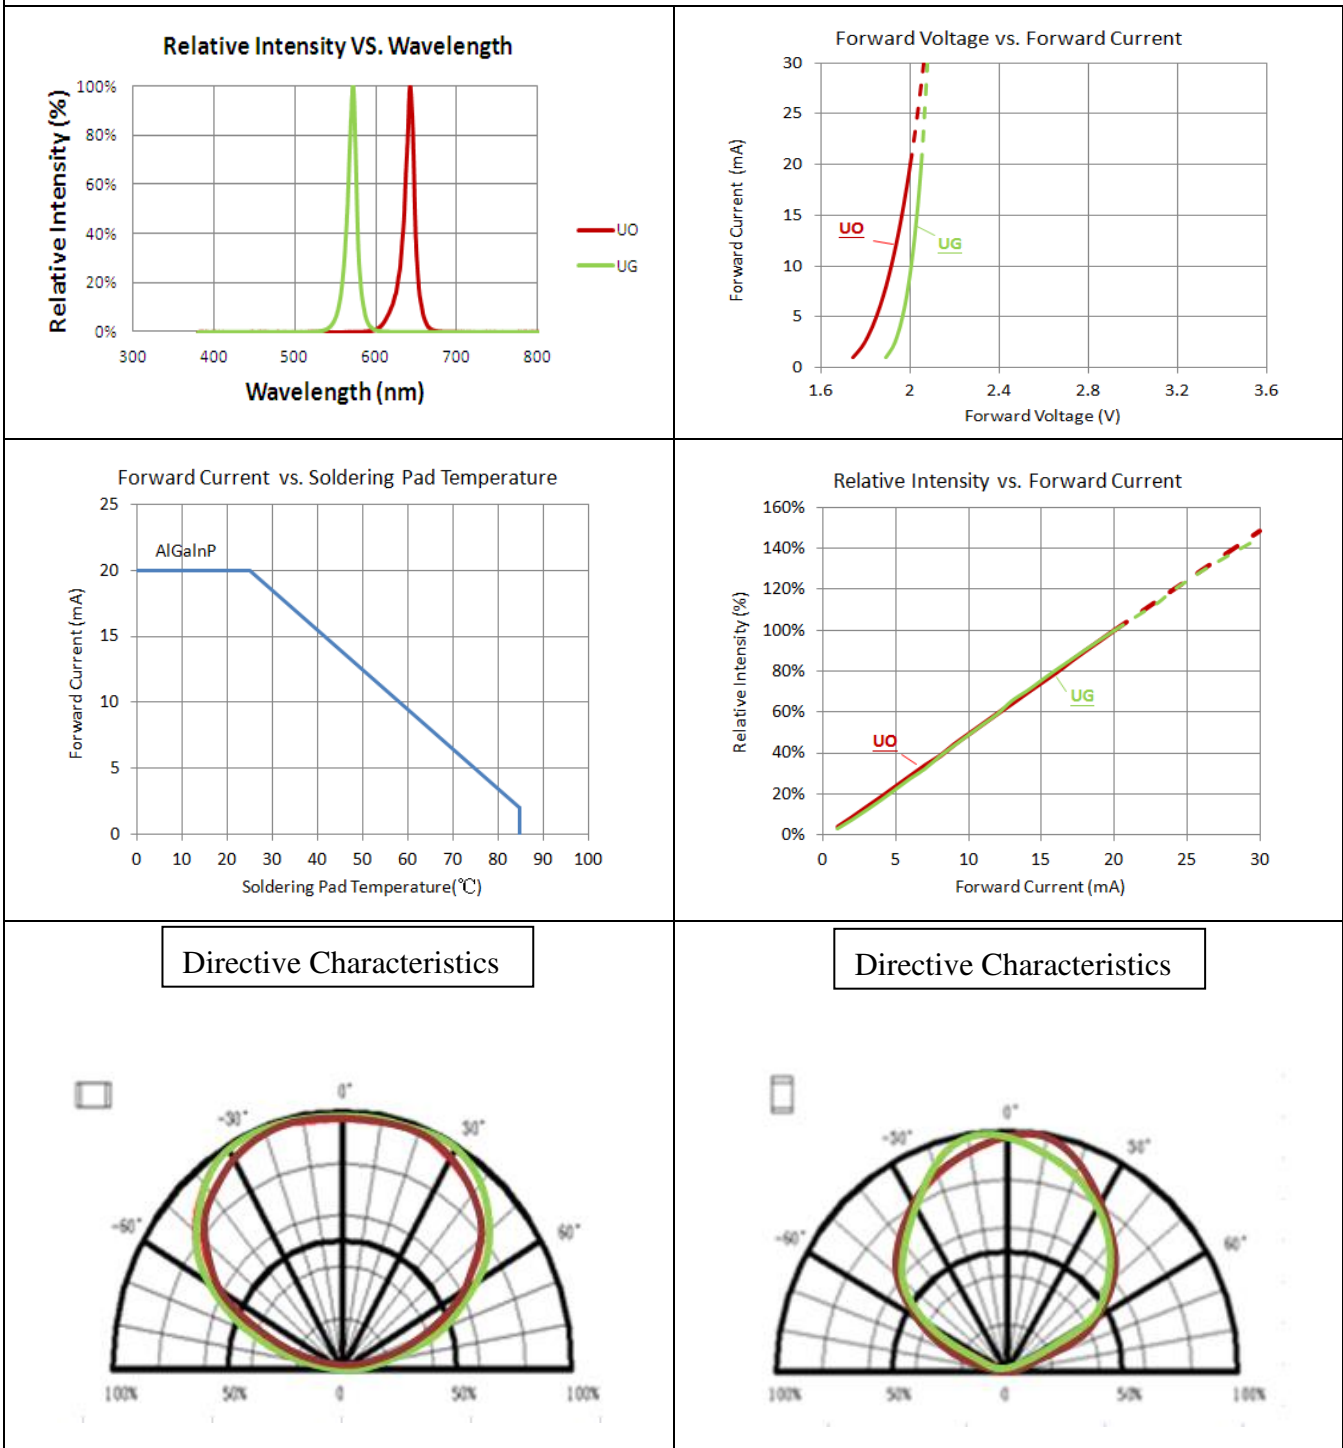 Relative Intensity VS. Wavelength
Relative Intensity (%)
100%
80%
60%
40%
20%
0%
300 400 500 600 700 800
Wavelength (nm)
UO
UG
Forward Voltage vs. Forward Current
Forward Current (mA)
30
25
20
15
10
5
0
UO
UG
1.6 2 2.4 2.8 3.2 3.6
Forward Voltage (V)
Forward Current vs. Soldering Pad Temperature
Forward Current (mA)
25
20
15
10
5
0
AlGaInP
0 10 20 30 40 50 60 70 80 90 100
Soldering Pad Temperature(℃)
Relative Intensity vs. Forward Current
Relative Intensity (%)
160%
140%
120%
100%
80%
60%
40%
20%
0%
UG
UO
0 5 10 15 20 25 30
Forward Current (mA)
Directive Characteristics
0°
-30° 30°
-60° 60°
100% 50% 0 50% 100%
Directive Characteristics
0°
-30° 30°
-60° 60°
100% 50% 0 50% 100%